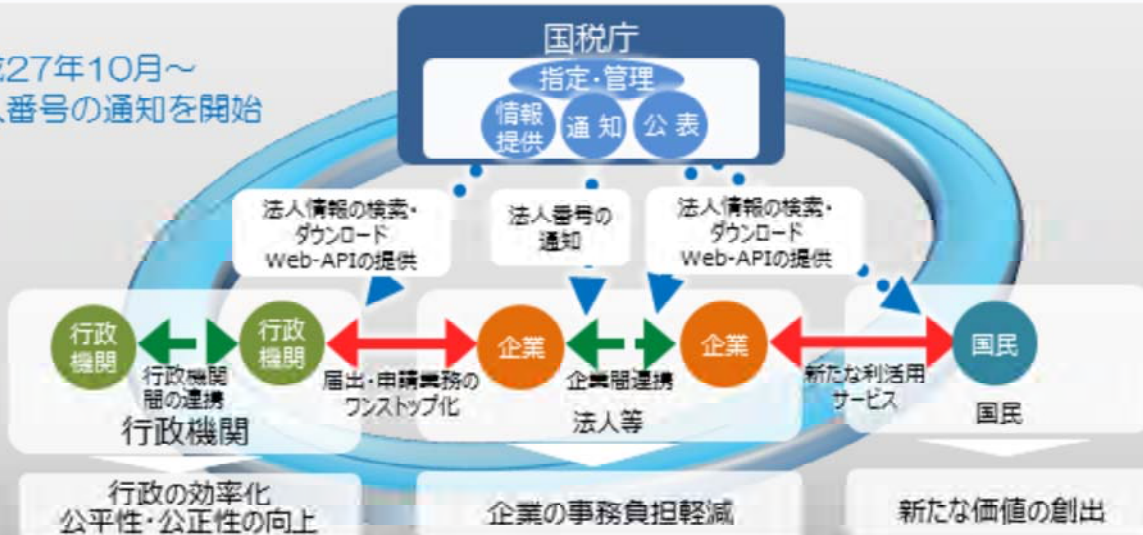 27年10月～
番号の通知を開始
国税庁
指定・管理
情報
提供
通知
公表
法人情報の検索・
ダウンロード
Web-APIの提供
法人番号の
通知
法人情報の検索・
ダウンロード
Web-APIの提供
行政
機関
行政
機関
企業
企業
国民
行政機関
間の連携
届出・申請業務の
ワンストップ化
企業間連携
新たな利活用
サービス
行政機関
法人等
国民
行政の効率化
公平性・公正性の向上
企業の事務負担軽減
新たな価値の創出